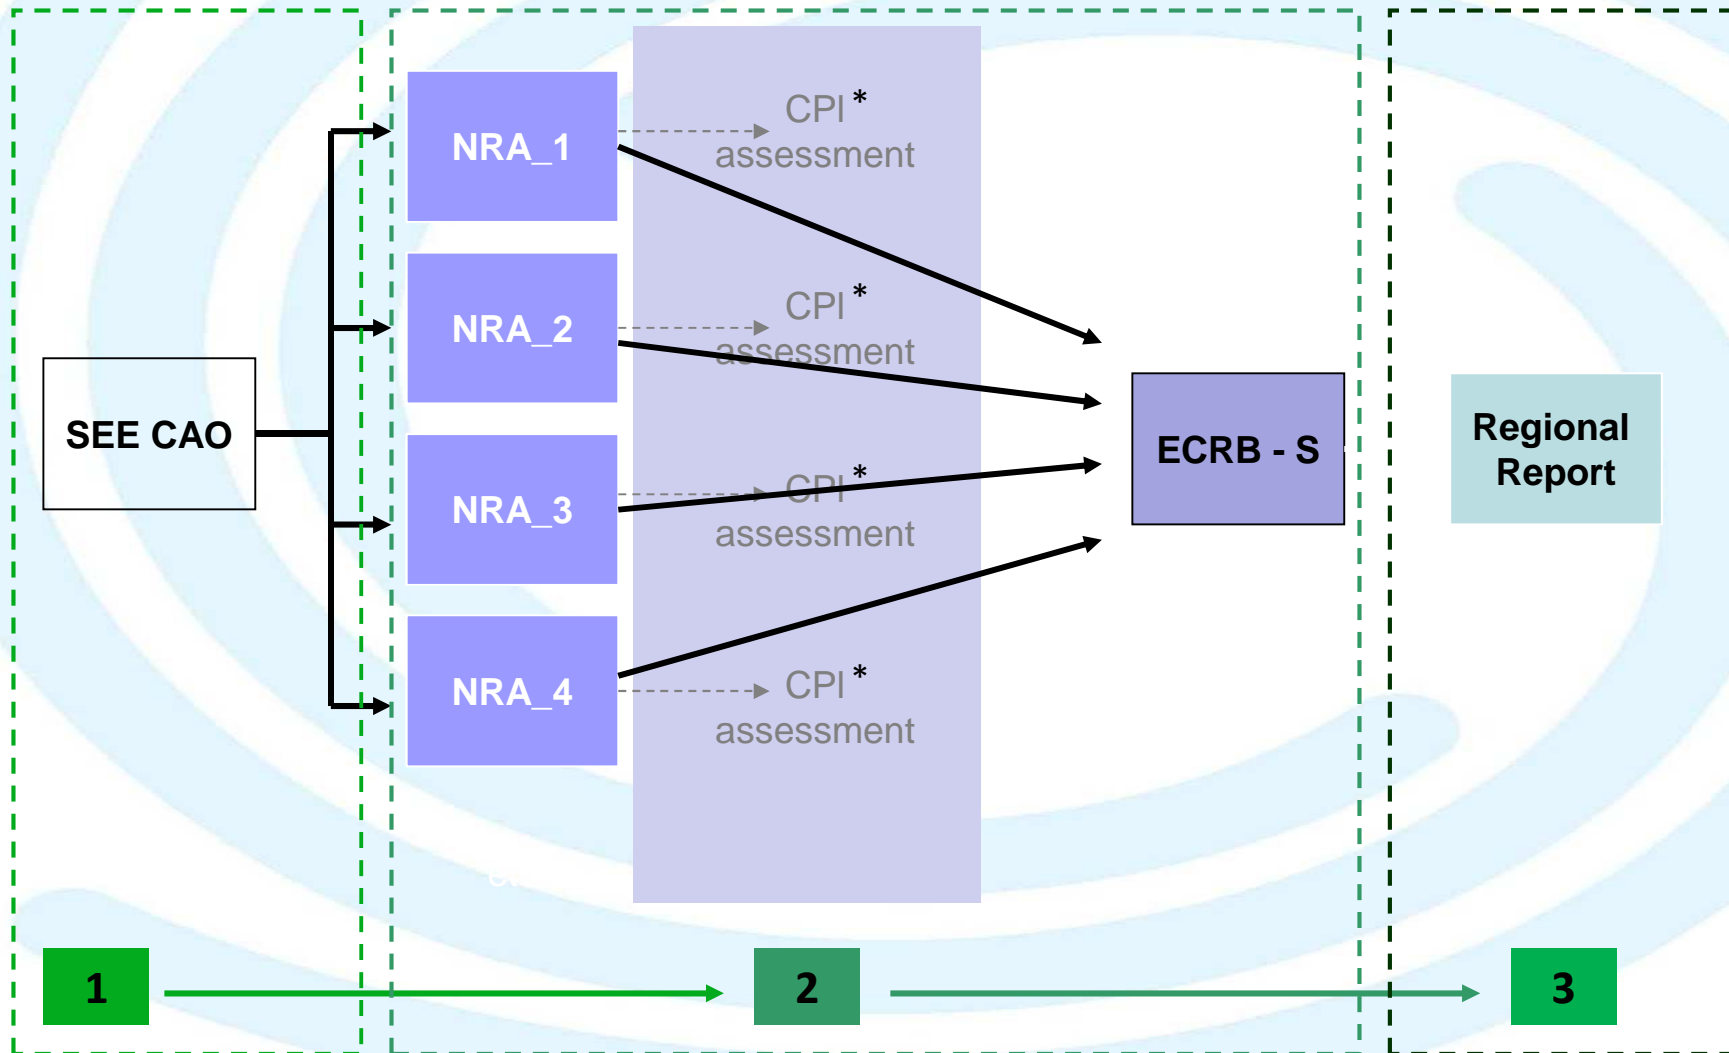 SEE CAO
NRA_1
CPI *
assessment
NRA_2
CPI *
assessment
NRA_3
CPI *
assessment
NRA_4
CPI *
assessment
ECRB - S
Regional
Report
1
2
3